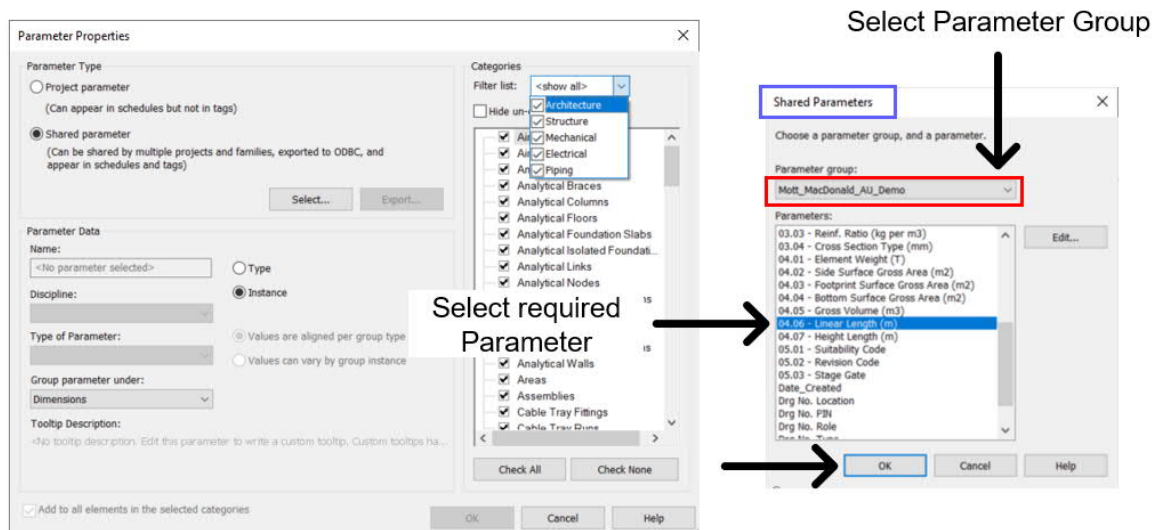 Select Parameter Group
Parameter Properties
Parameter Type
Project parameter
(Can appear in schedules but not in tags)
Shared parameter
(Can be shared by multiple projects and families, exported to ODBC, and
appear in schedules and tags)
Select...
Export...
Parameter Data
Name:
<No parameter selected>
Type
Discipline:
Instance
Type of Parameter:
Values are aligned per group type
Values can vary by group instance
Group parameter under:
Dimensions
Tooltip Description:
<No tooltip description. Edit this parameter to write a custom tooltip. Custom tooltips ha...
Add to all elements in the selected categories
Categories
Filter list:
<show all>
Hide un-
Architecture
Structure
Mechanical
Electrical
Piping
Analytical Braces
Analytical Columns
Analytical Floors
Analytical Foundation Slabs
Analytical Isolated Foundati...
Analytical Links
Analytical Nodes
Analytical Walls
Areas
Assemblies
Cable Tray Fittings
Cable Tray Runs
Check All
Check None
OK
Cancel
Help
Select required
Parameter
Shared Parameters
Choose a parameter group, and a parameter.
Parameter group:
Mott_MacDonald_AU_Demo
Parameters:
03.03 - Reinf. Ratio (kg per m3)
03.04 - Cross Section Type (mm)
04.01 - Element Weight (T)
04.02 - Side Surface Gross Area (m2)
04.03 - Footprint Surface Gross Area (m2)
04.04 - Bottom Surface Gross Area (m2)
04.05 - Gross Volume (m3)
04.06 - Linear Length (m)
04.07 - Height Length (m)
05.01 - Suitability Code
05.02 - Revision Code
05.03 - Stage Gate
Date_Created
Drg No. Location
Drg No. PIN
Drg No. Role
Drg No. Type
Edit...
OK
Cancel
Help